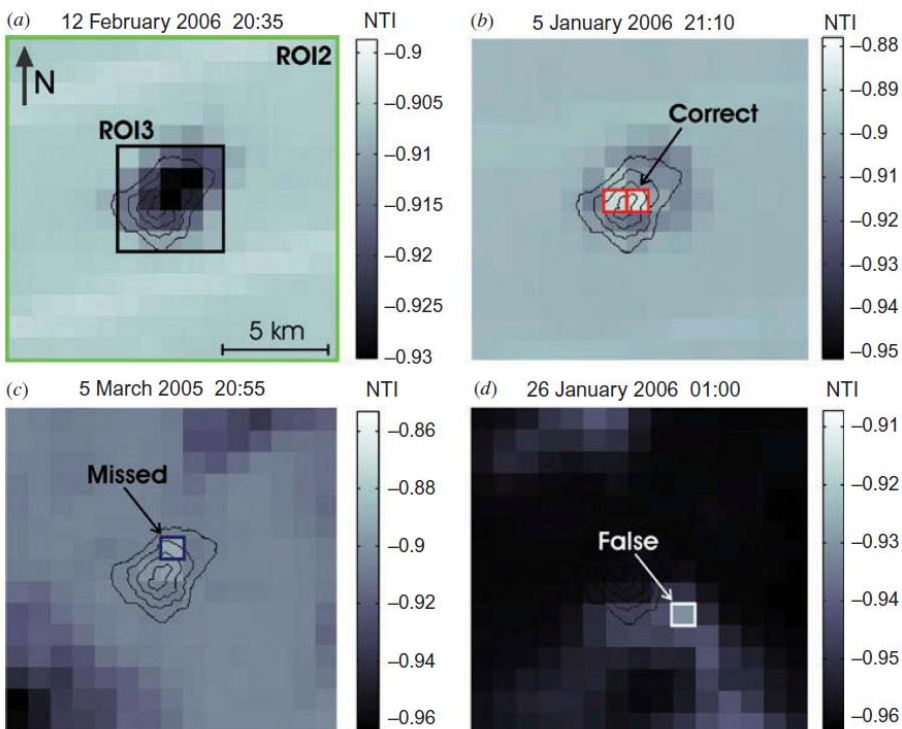 (a) 12 February 2006 20:35 NTI
ROI2
N
ROI3
5 km
–0.9
–0.905
–0.91
–0.915
–0.92
–0.925
–0.93
(b) 5 January 2006 21:10 NTI
Correct
–0.88
–0.89
–0.9
–0.91
–0.92
–0.93
–0.94
–0.95
(c) 5 March 2005 20:55 NTI
Missed
–0.86
–0.88
–0.9
–0.92
–0.94
–0.96
(d) 26 January 2006 01:00 NTI
False
–0.91
–0.92
–0.93
–0.94
–0.95
–0.96